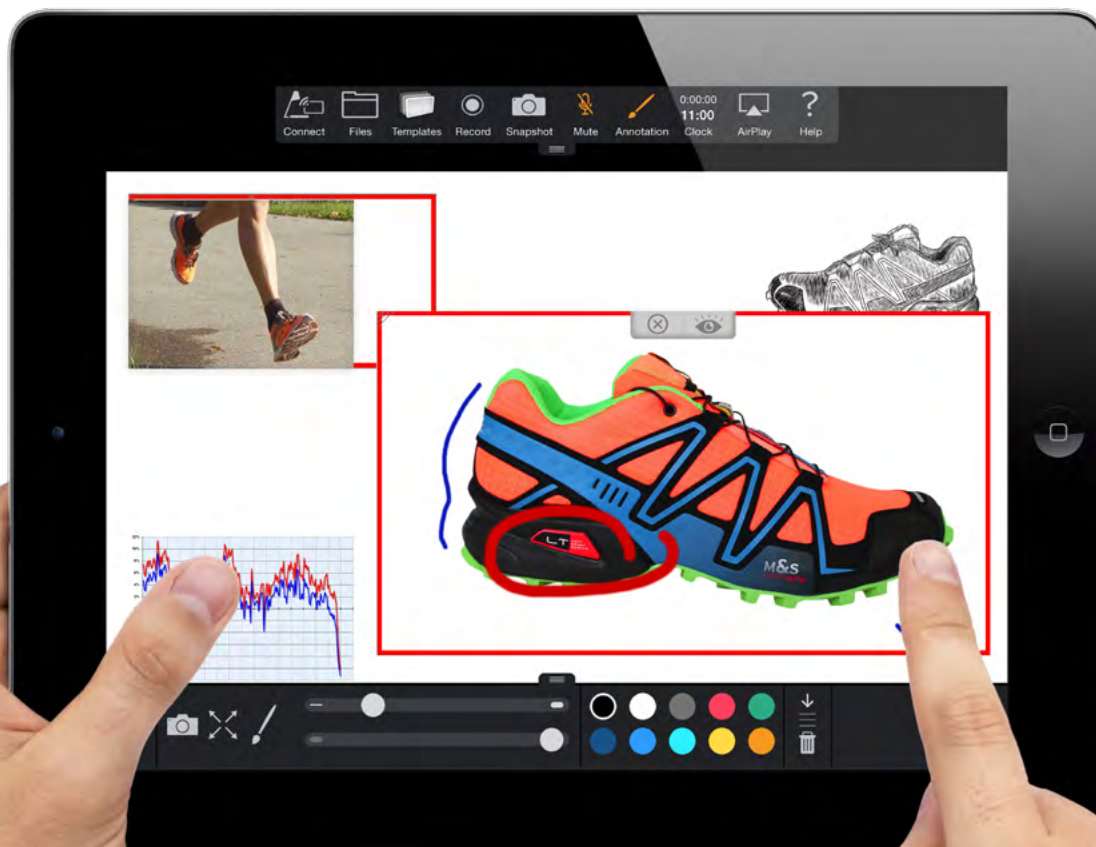 0:00:00
11:00
Connect
Files
Templates
Record
Snapshot
Mute
Annotation
Clock
AirPlay
Help
LT
M&S